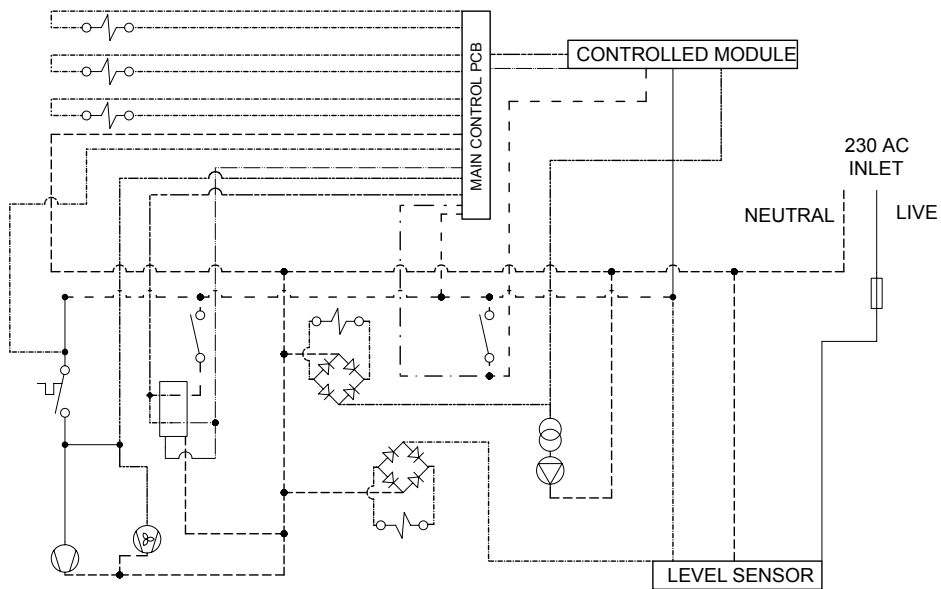 MAIN CONTROL PCB
CONTROLLED MODULE
230 AC
INLET
NEUTRAL
LIVE
LEVEL SENSOR